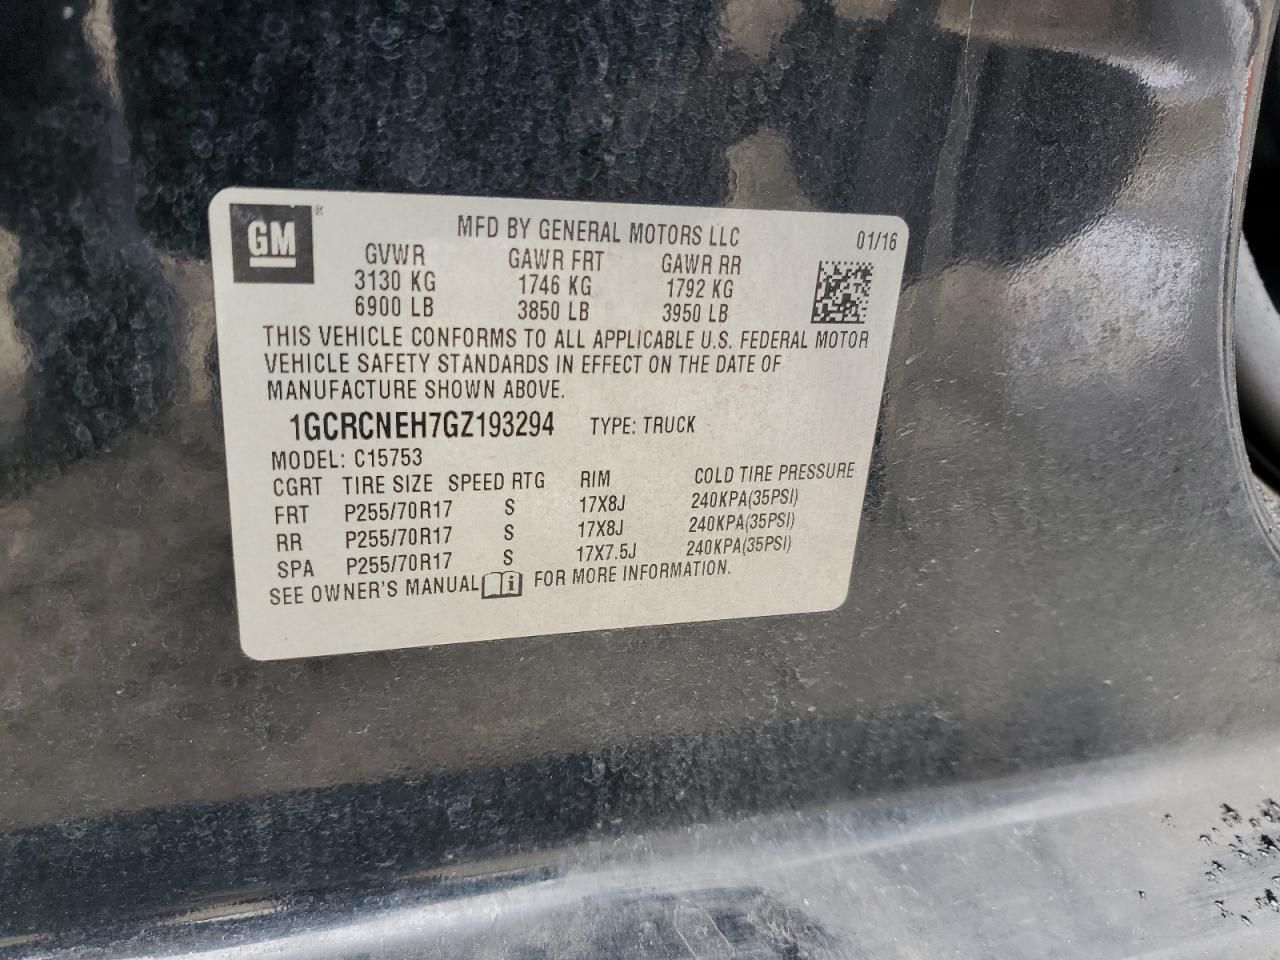 GM
MFD BY GENERAL MOTORS LLC 01/16
GVWR GAWR FRT GAWR RR
3130 KG 1746 KG 1792 KG
6900 LB 3850 LB 3950 LB
THIS VEHICLE CONFORMS TO ALL APPLICABLE U.S. FEDERAL MOTOR
VEHICLE SAFETY STANDARDS IN EFFECT ON THE DATE OF
MANUFACTURE SHOWN ABOVE.
1GCRCNEH7GZ193294 TYPE: TRUCK
MODEL: C15753
CGRT TIRE SIZE SPEED RTG RIM COLD TIRE PRESSURE
FRT P255/70R17 S 17X8J 240KPA(35PSI)
RR P255/70R17 S 17X8J 240KPA(35PSI)
SPA P255/70R17 S 17X7.5J 240KPA(35PSI)
SEE OWNER'S MANUAL i FOR MORE INFORMATION.